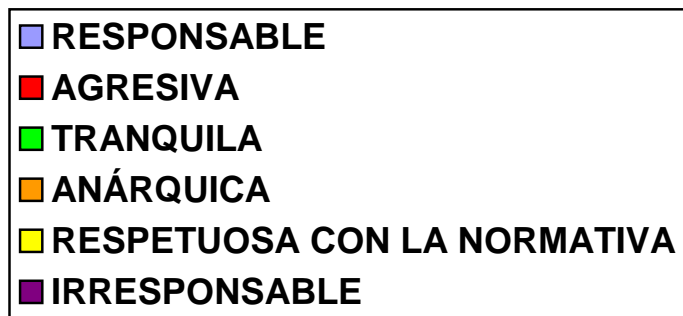 RESPONSABLE
AGRESIVA
TRANQUILA
ANÁRQUICA
RESPETUOSA CON LA NORMATIVA
IRRESPONSABLE